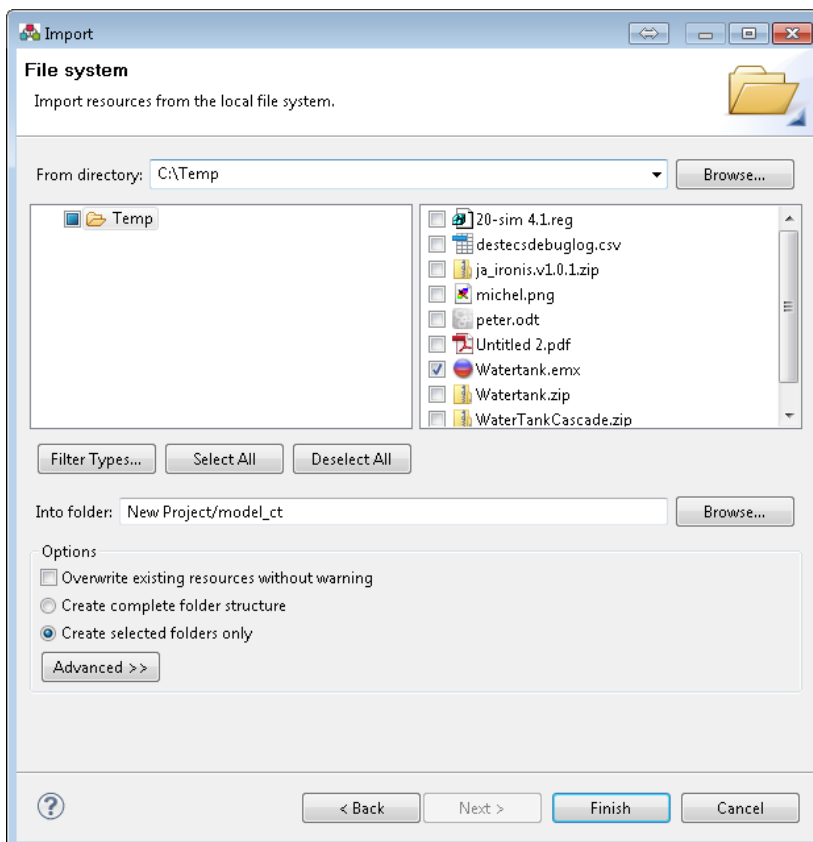 Import
File system
Import resources from the local file system.
From directory: C:\Temp Browse...
Temp
20-sim 4.1.reg
destecsdebuglog.csv
ja_ironis.v1.0.1.zip
michel.png
peter.odt
Untitled 2.pdf
Watertank.emx
Watertank.zip
WaterTankCascade.zip
Filter Types... Select All Deselect All
Into folder: New Project/model_ct Browse...
Options
Overwrite existing resources without warning
Create complete folder structure
Create selected folders only
Advanced >>
? < Back Next > Finish Cancel